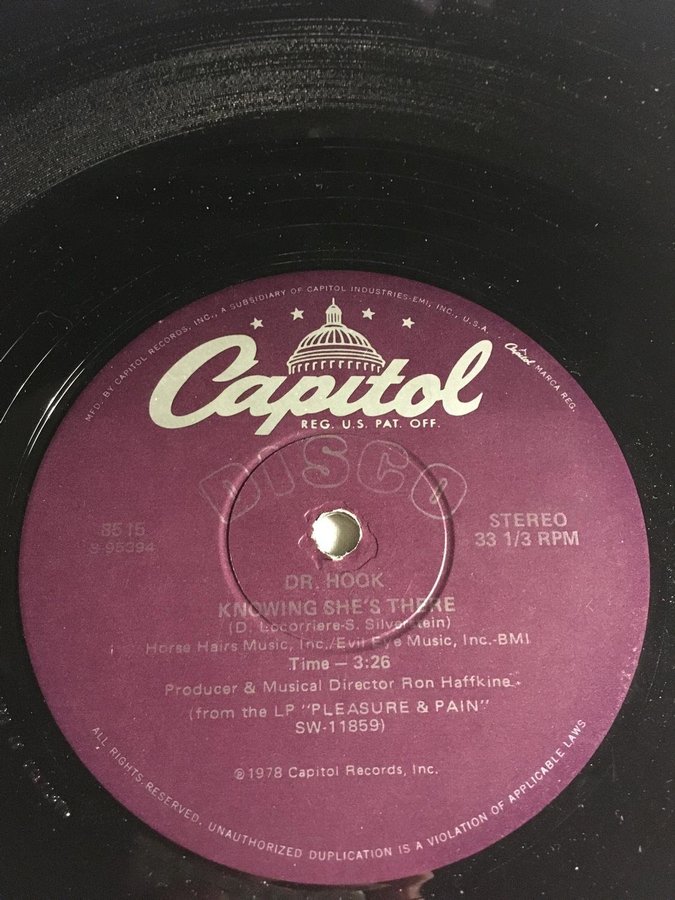 MFD. BY CAPITOL RECORDS, INC., A SUBSIDIARY OF CAPITOL INDUSTRIES-EMI, INC., U.S.A.
Capitol MARCA REG.
Capitol
REG. U.S. PAT. OFF.
DISCO
8515
8-95394
STEREO
33 1/3 RPM
DR. HOOK
KNOWING SHE'S THERE
(D. Locorriere-S. Silverstein)
Horse Hairs Music, Inc./Evil Eye Music, Inc.-BMI
Time – 3:26
Producer & Musical Director Ron Haffkine
(from the LP "PLEASURE & PAIN"
SW-11859)
℗1978 Capitol Records, Inc.
ALL RIGHTS RESERVED. UNAUTHORIZED DUPLICATION IS A VIOLATION OF APPLICABLE LAWS